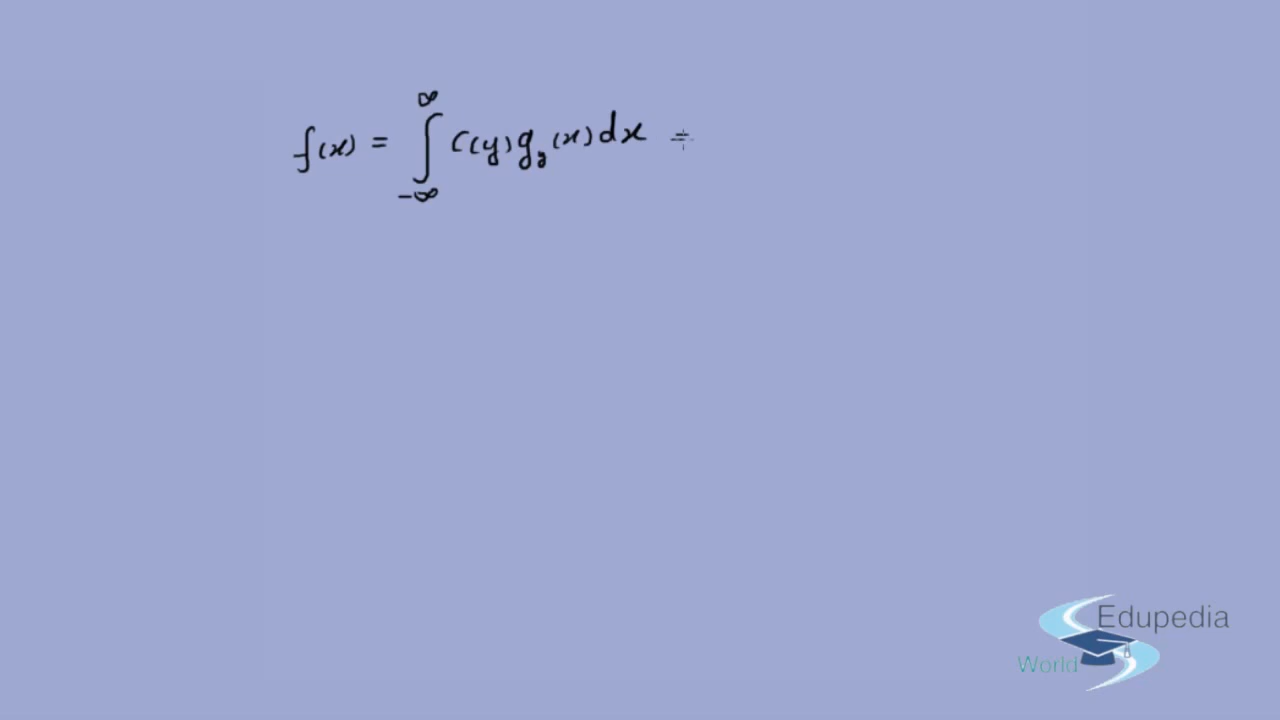 f(x) = ∫_{-∞}^{∞} C(y) g_y(x) dx =
Edupedia
World